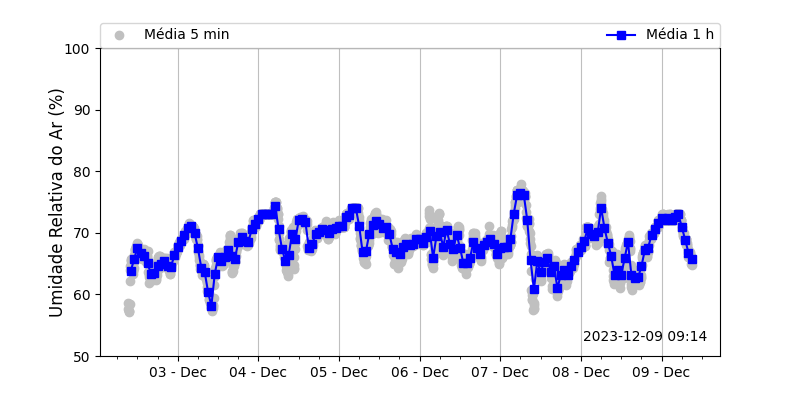 Média 5 min
Média 1 h
Umidade Relativa do Ar (%)
100
90
80
70
60
50
2023-12-09 09:14
03 - Dec
04 - Dec
05 - Dec
06 - Dec
07 - Dec
08 - Dec
09 - Dec